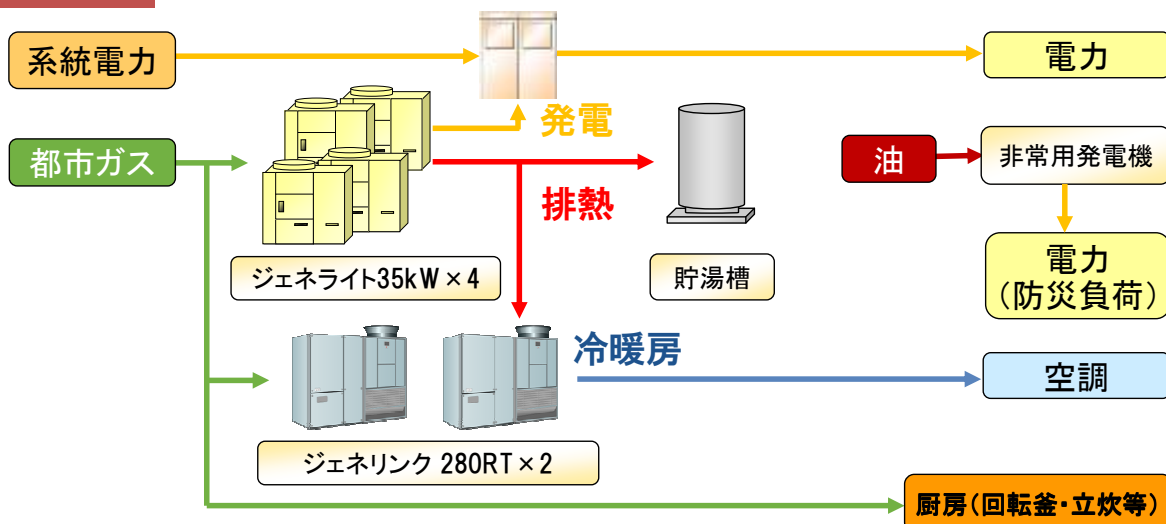 系統電力
電力
発電
都市ガス
油
非常用発電機
排熱
ジェネライト35kW×4
貯湯槽
電力
(防災負荷)
冷暖房
空調
ジェネリンク 280RT×2
厨房(回転釜・立炊等)